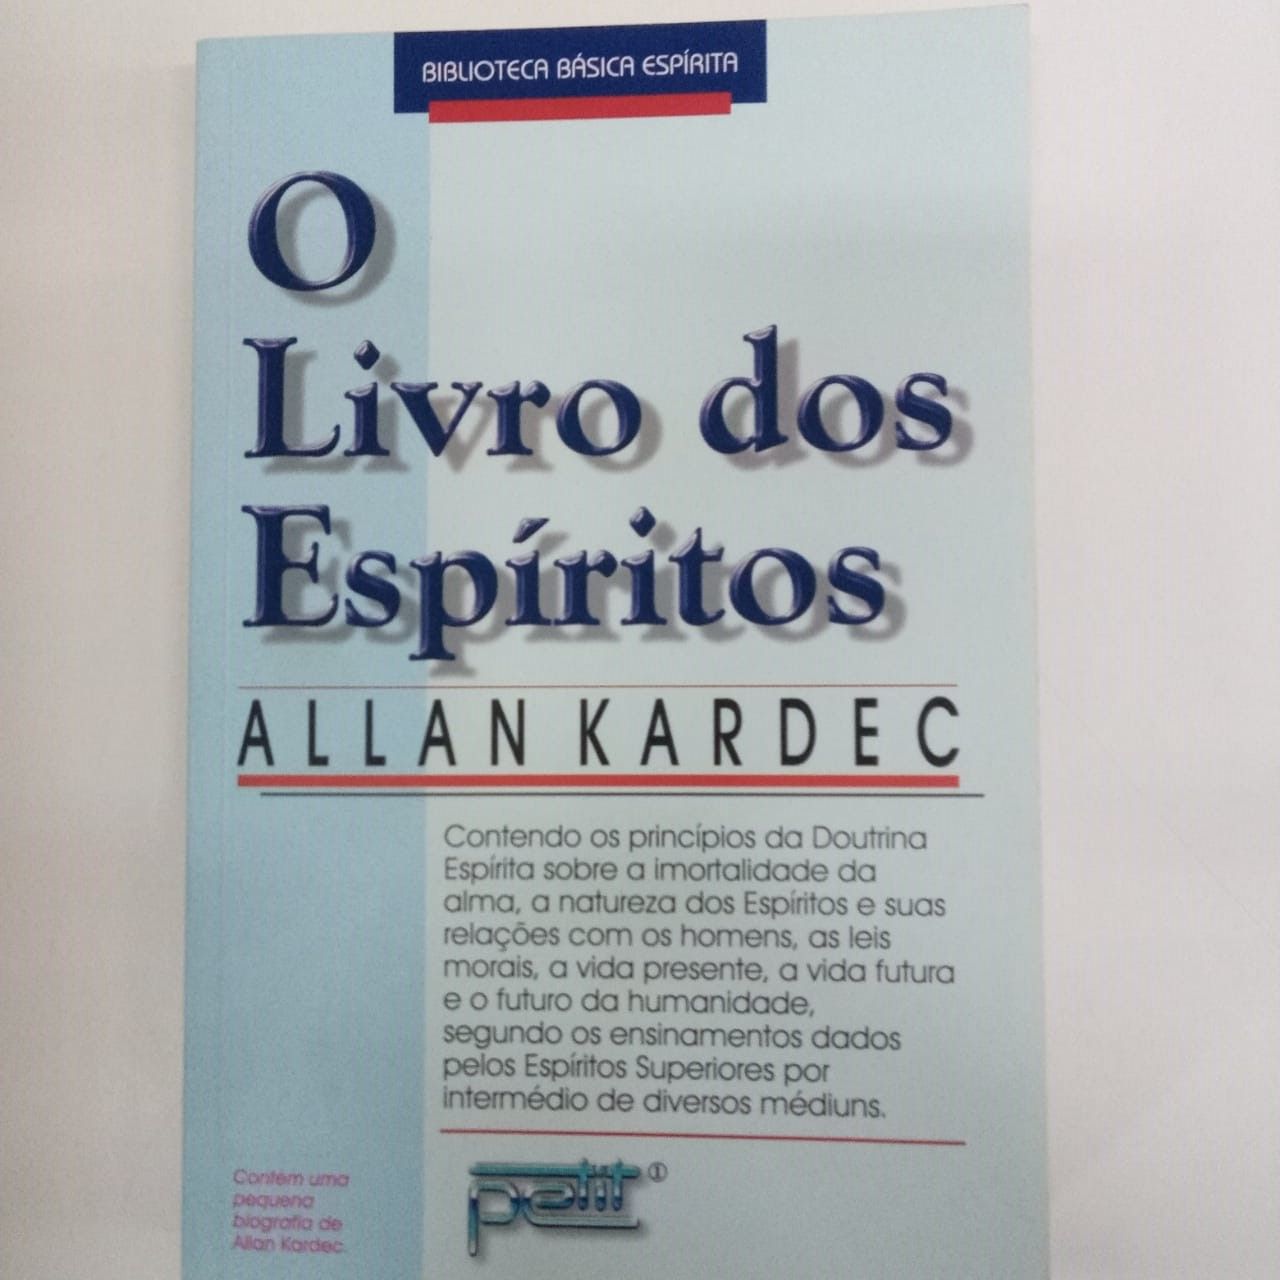 BIBLIOTECA BÁSICA ESPÍRITA
O
Livro dos
Espíritos
ALLAN KARDEC
Contendo os princípios da Doutrina
Espírita sobre a imortalidade da
alma, a natureza dos Espíritos e suas
relações com os homens, as leis
morais, a vida presente, a vida futura
e o futuro da humanidade,
segundo os ensinamentos dados
pelos Espíritos Superiores por
intermédio de diversos médiuns.
Contém uma
pequena
biografia de
Allan Kardec.
petit